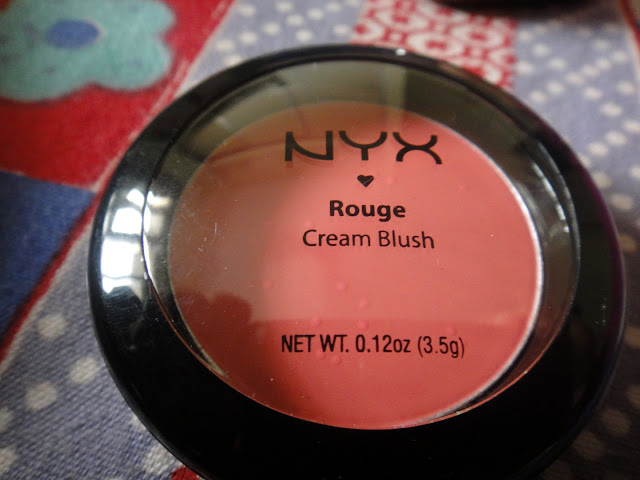 NYX
Rouge
Cream Blush
NET WT. 0.12oz (3.5g)